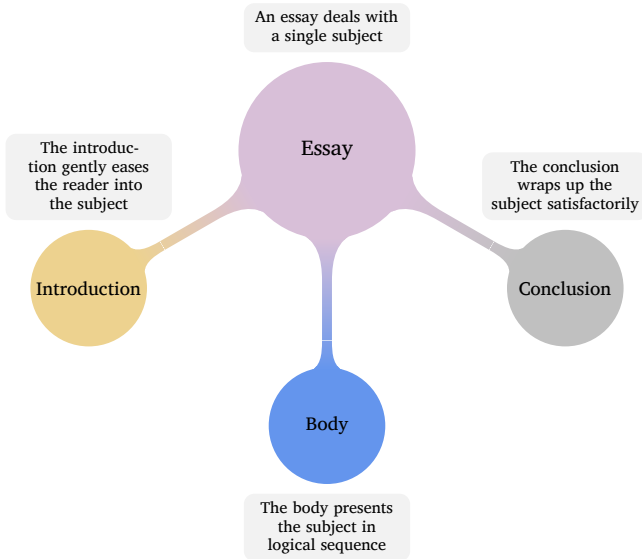 An essay deals with
a single subject
Essay
The introduc-
tion gently eases
the reader into
the subject
Introduction
The conclusion
wraps up the
subject satisfactorily
Conclusion
Body
The body presents
the subject in
logical sequence